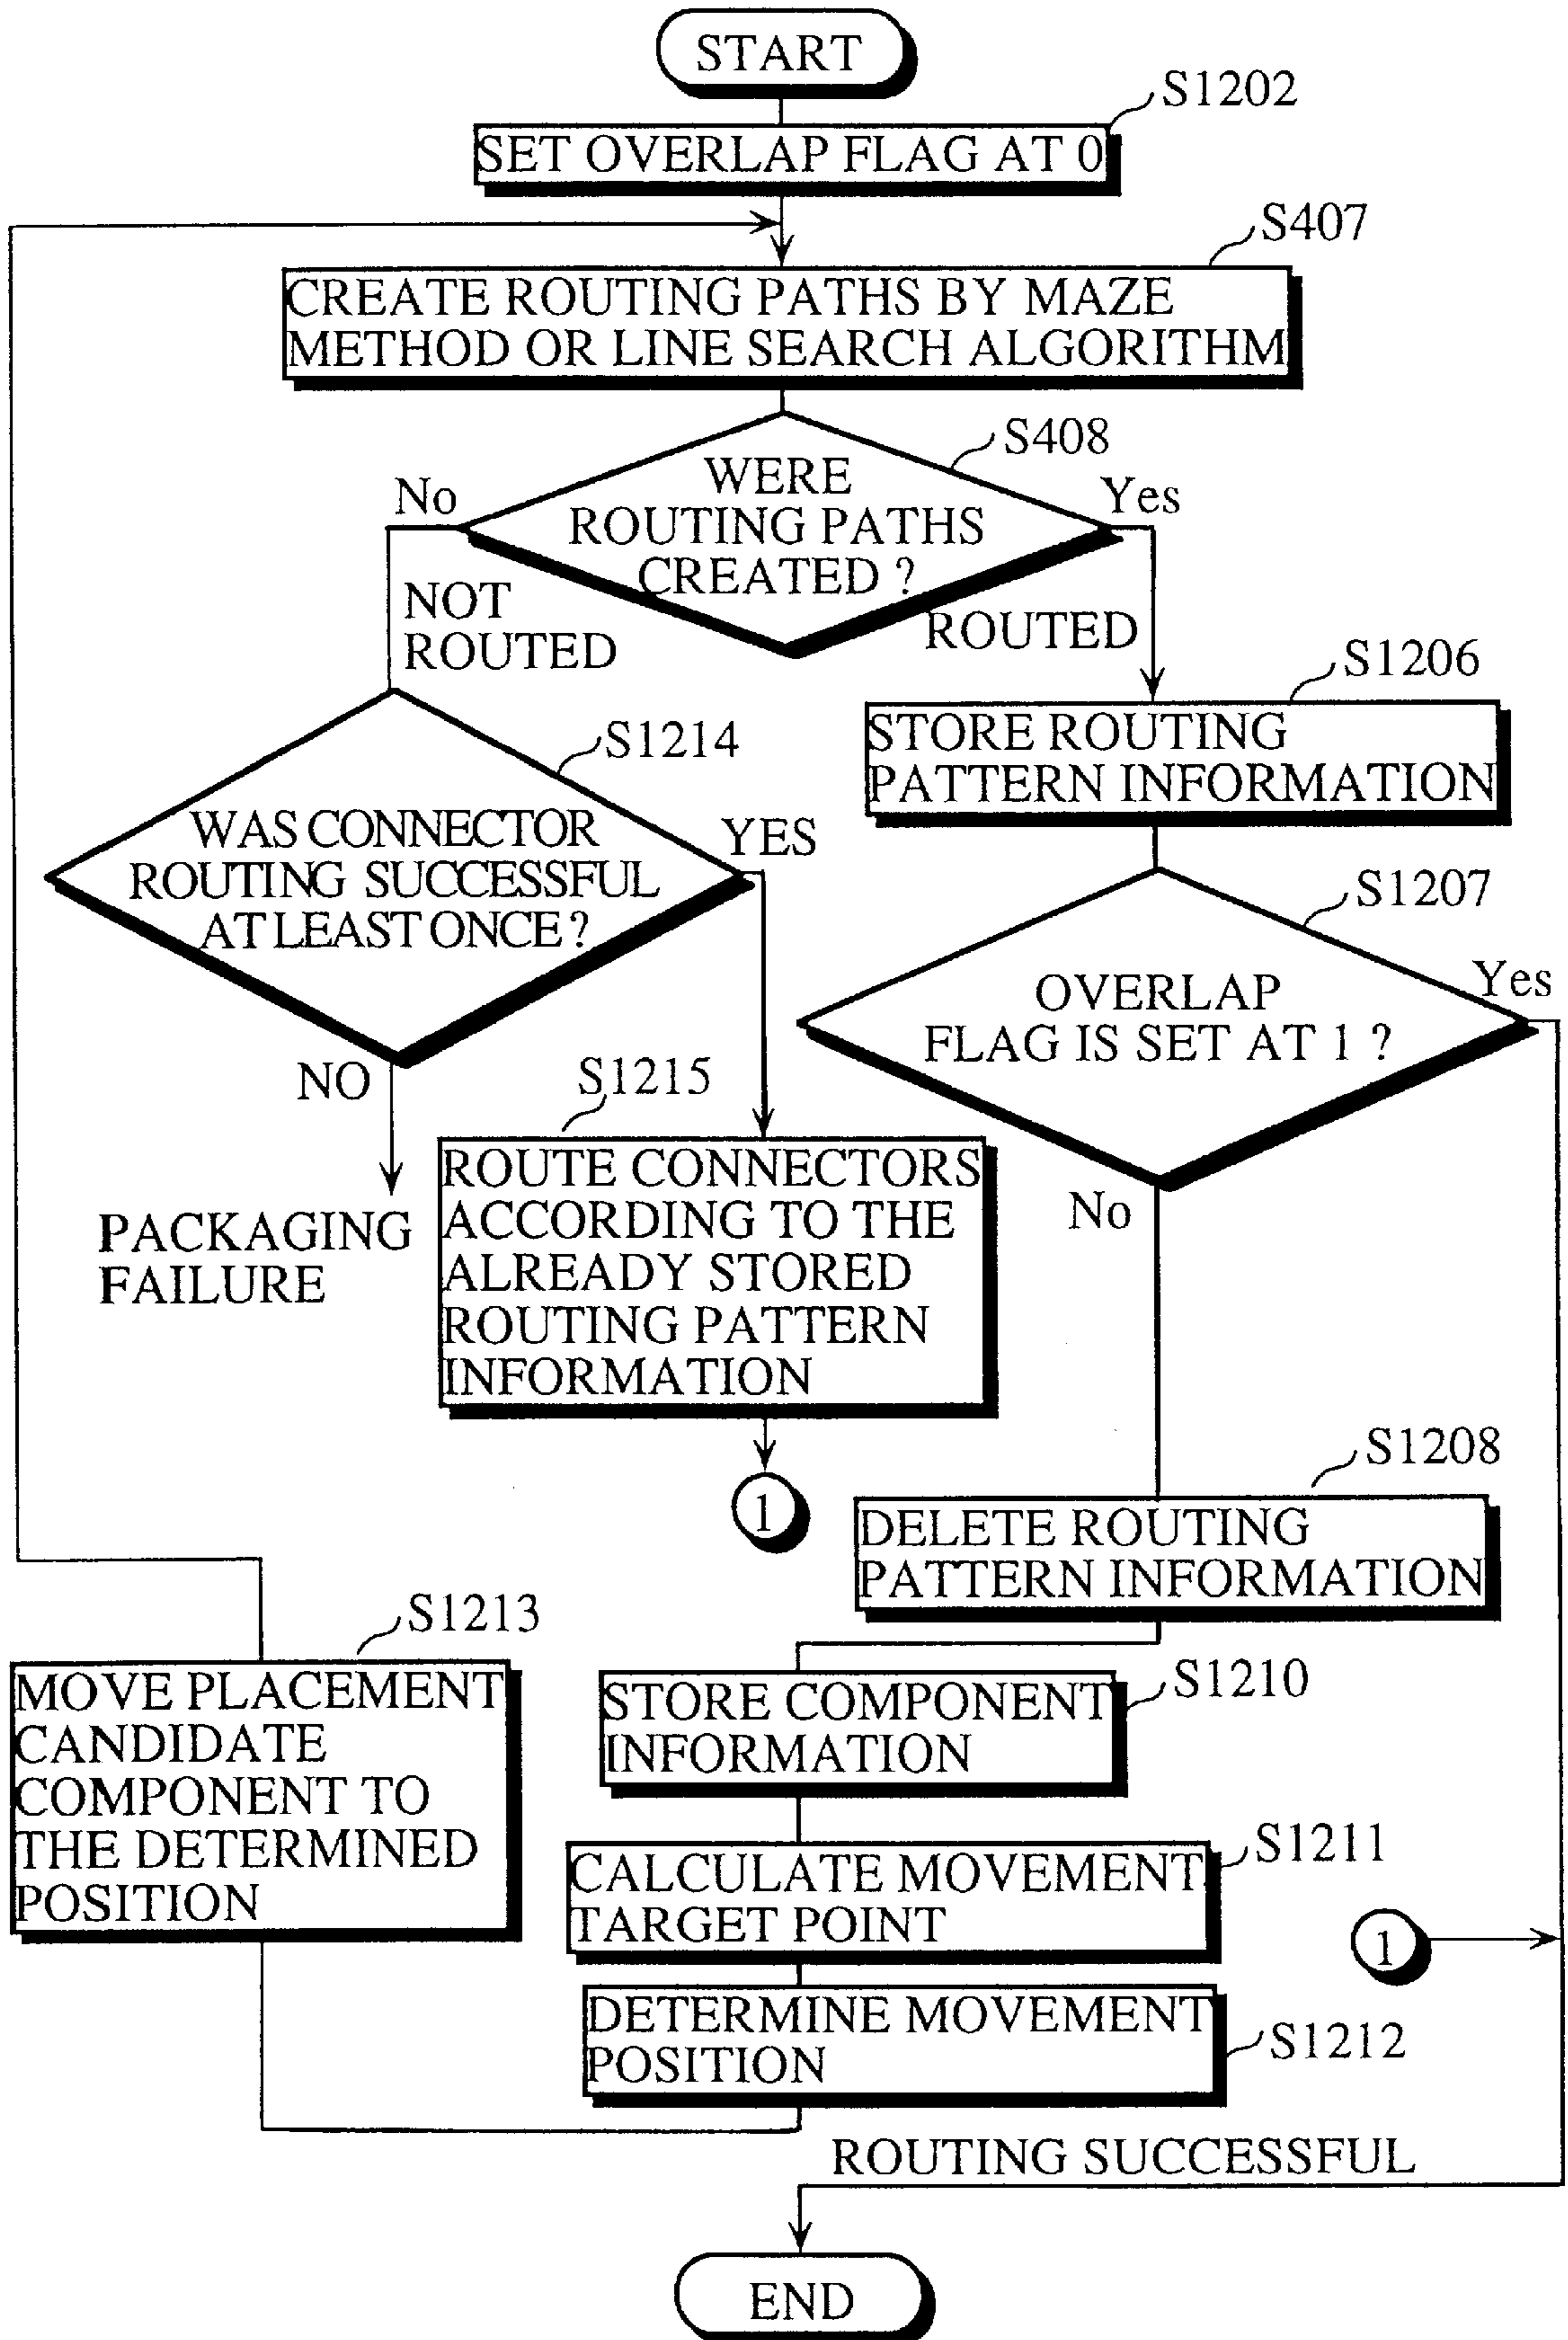 START
S1202
SET OVERLAP FLAG AT 0
S407
CREATE ROUTING PATHS BY MAZE
METHOD OR LINE SEARCH ALGORITHM
S408
WERE
ROUTING PATHS
CREATED ?
No
Yes
NOT
ROUTED
ROUTED
S1206
STORE ROUTING
PATTERN INFORMATION
S1214
WAS CONNECTOR
ROUTING SUCCESSFUL
AT LEAST ONCE ?
YES
NO
PACKAGING
FAILURE
S1207
OVERLAP
FLAG IS SET AT 1 ?
Yes
No
S1215
ROUTE CONNECTORS
ACCORDING TO THE
ALREADY STORED
ROUTING PATTERN
INFORMATION
1
S1208
DELETE ROUTING
PATTERN INFORMATION
S1213
MOVE PLACEMENT
CANDIDATE
COMPONENT TO
THE DETERMINED
POSITION
S1210
STORE COMPONENT
INFORMATION
S1211
CALCULATE MOVEMENT
TARGET POINT
1
DETERMINE MOVEMENT
POSITION
S1212
ROUTING SUCCESSFUL
END